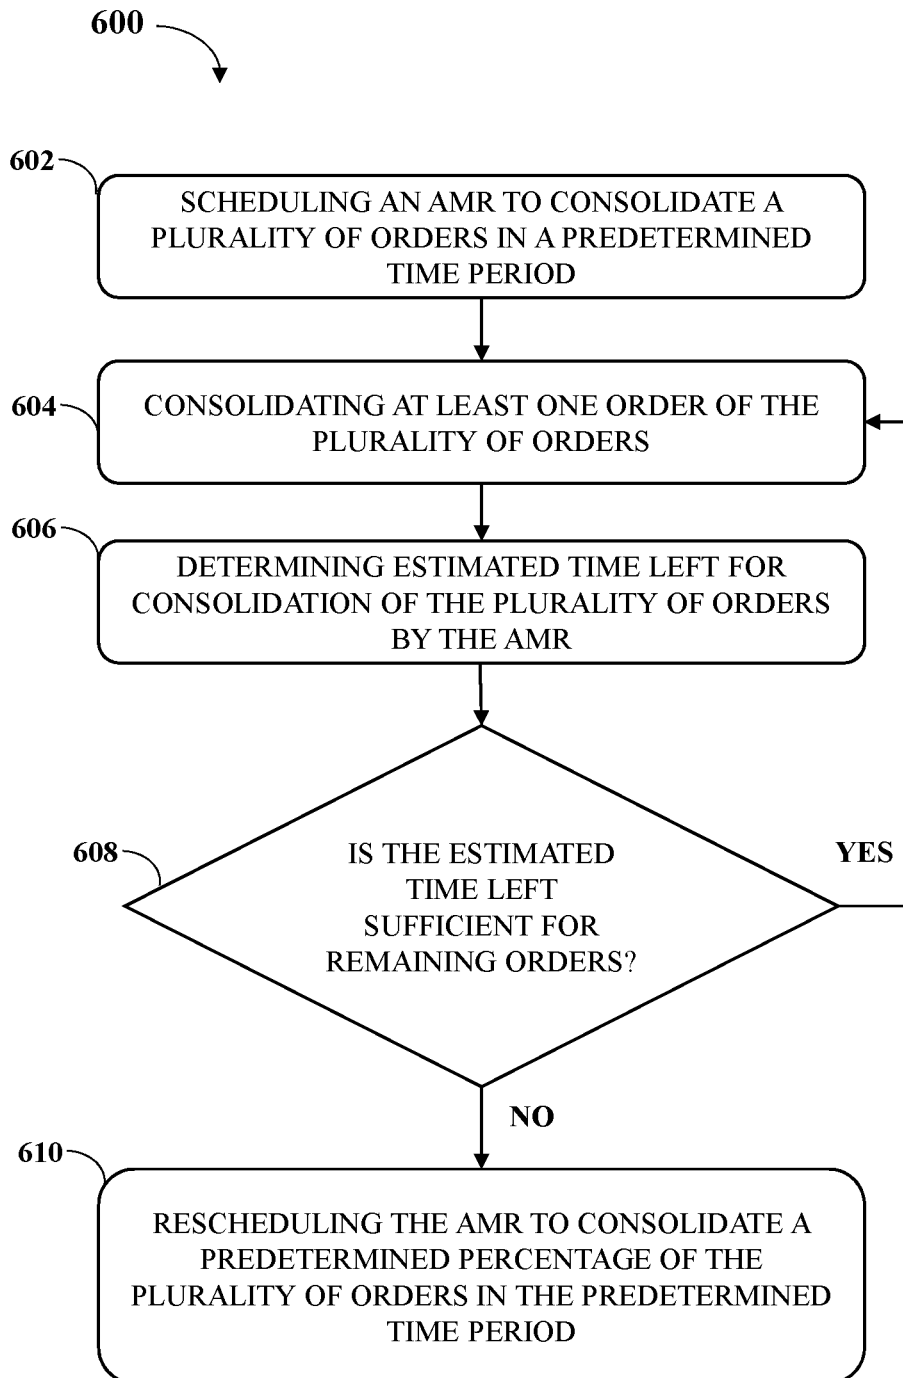 600
602
SCHEDULING AN AMR TO CONSOLIDATE A
PLURALITY OF ORDERS IN A PREDETERMINED
TIME PERIOD
604
CONSOLIDATING AT LEAST ONE ORDER OF THE
PLURALITY OF ORDERS
606
DETERMINING ESTIMATED TIME LEFT FOR
CONSOLIDATION OF THE PLURALITY OF ORDERS
BY THE AMR
608
IS THE ESTIMATED
TIME LEFT
SUFFICIENT FOR
REMAINING ORDERS?
YES
NO
610
RESCHEDULING THE AMR TO CONSOLIDATE A
PREDETERMINED PERCENTAGE OF THE
PLURALITY OF ORDERS IN THE PREDETERMINED
TIME PERIOD